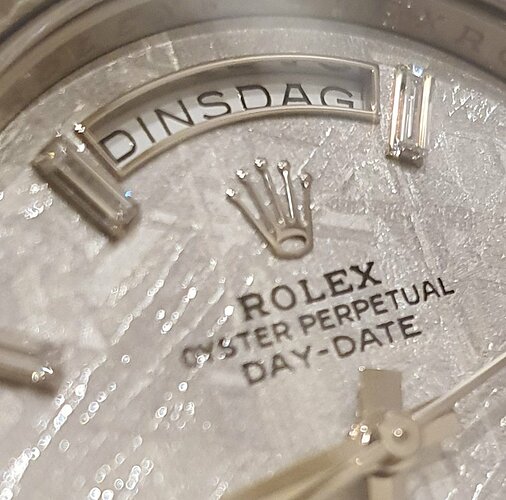 DINSDAG
ROLEX
OYSTER PERPETUAL
DAY-DATE